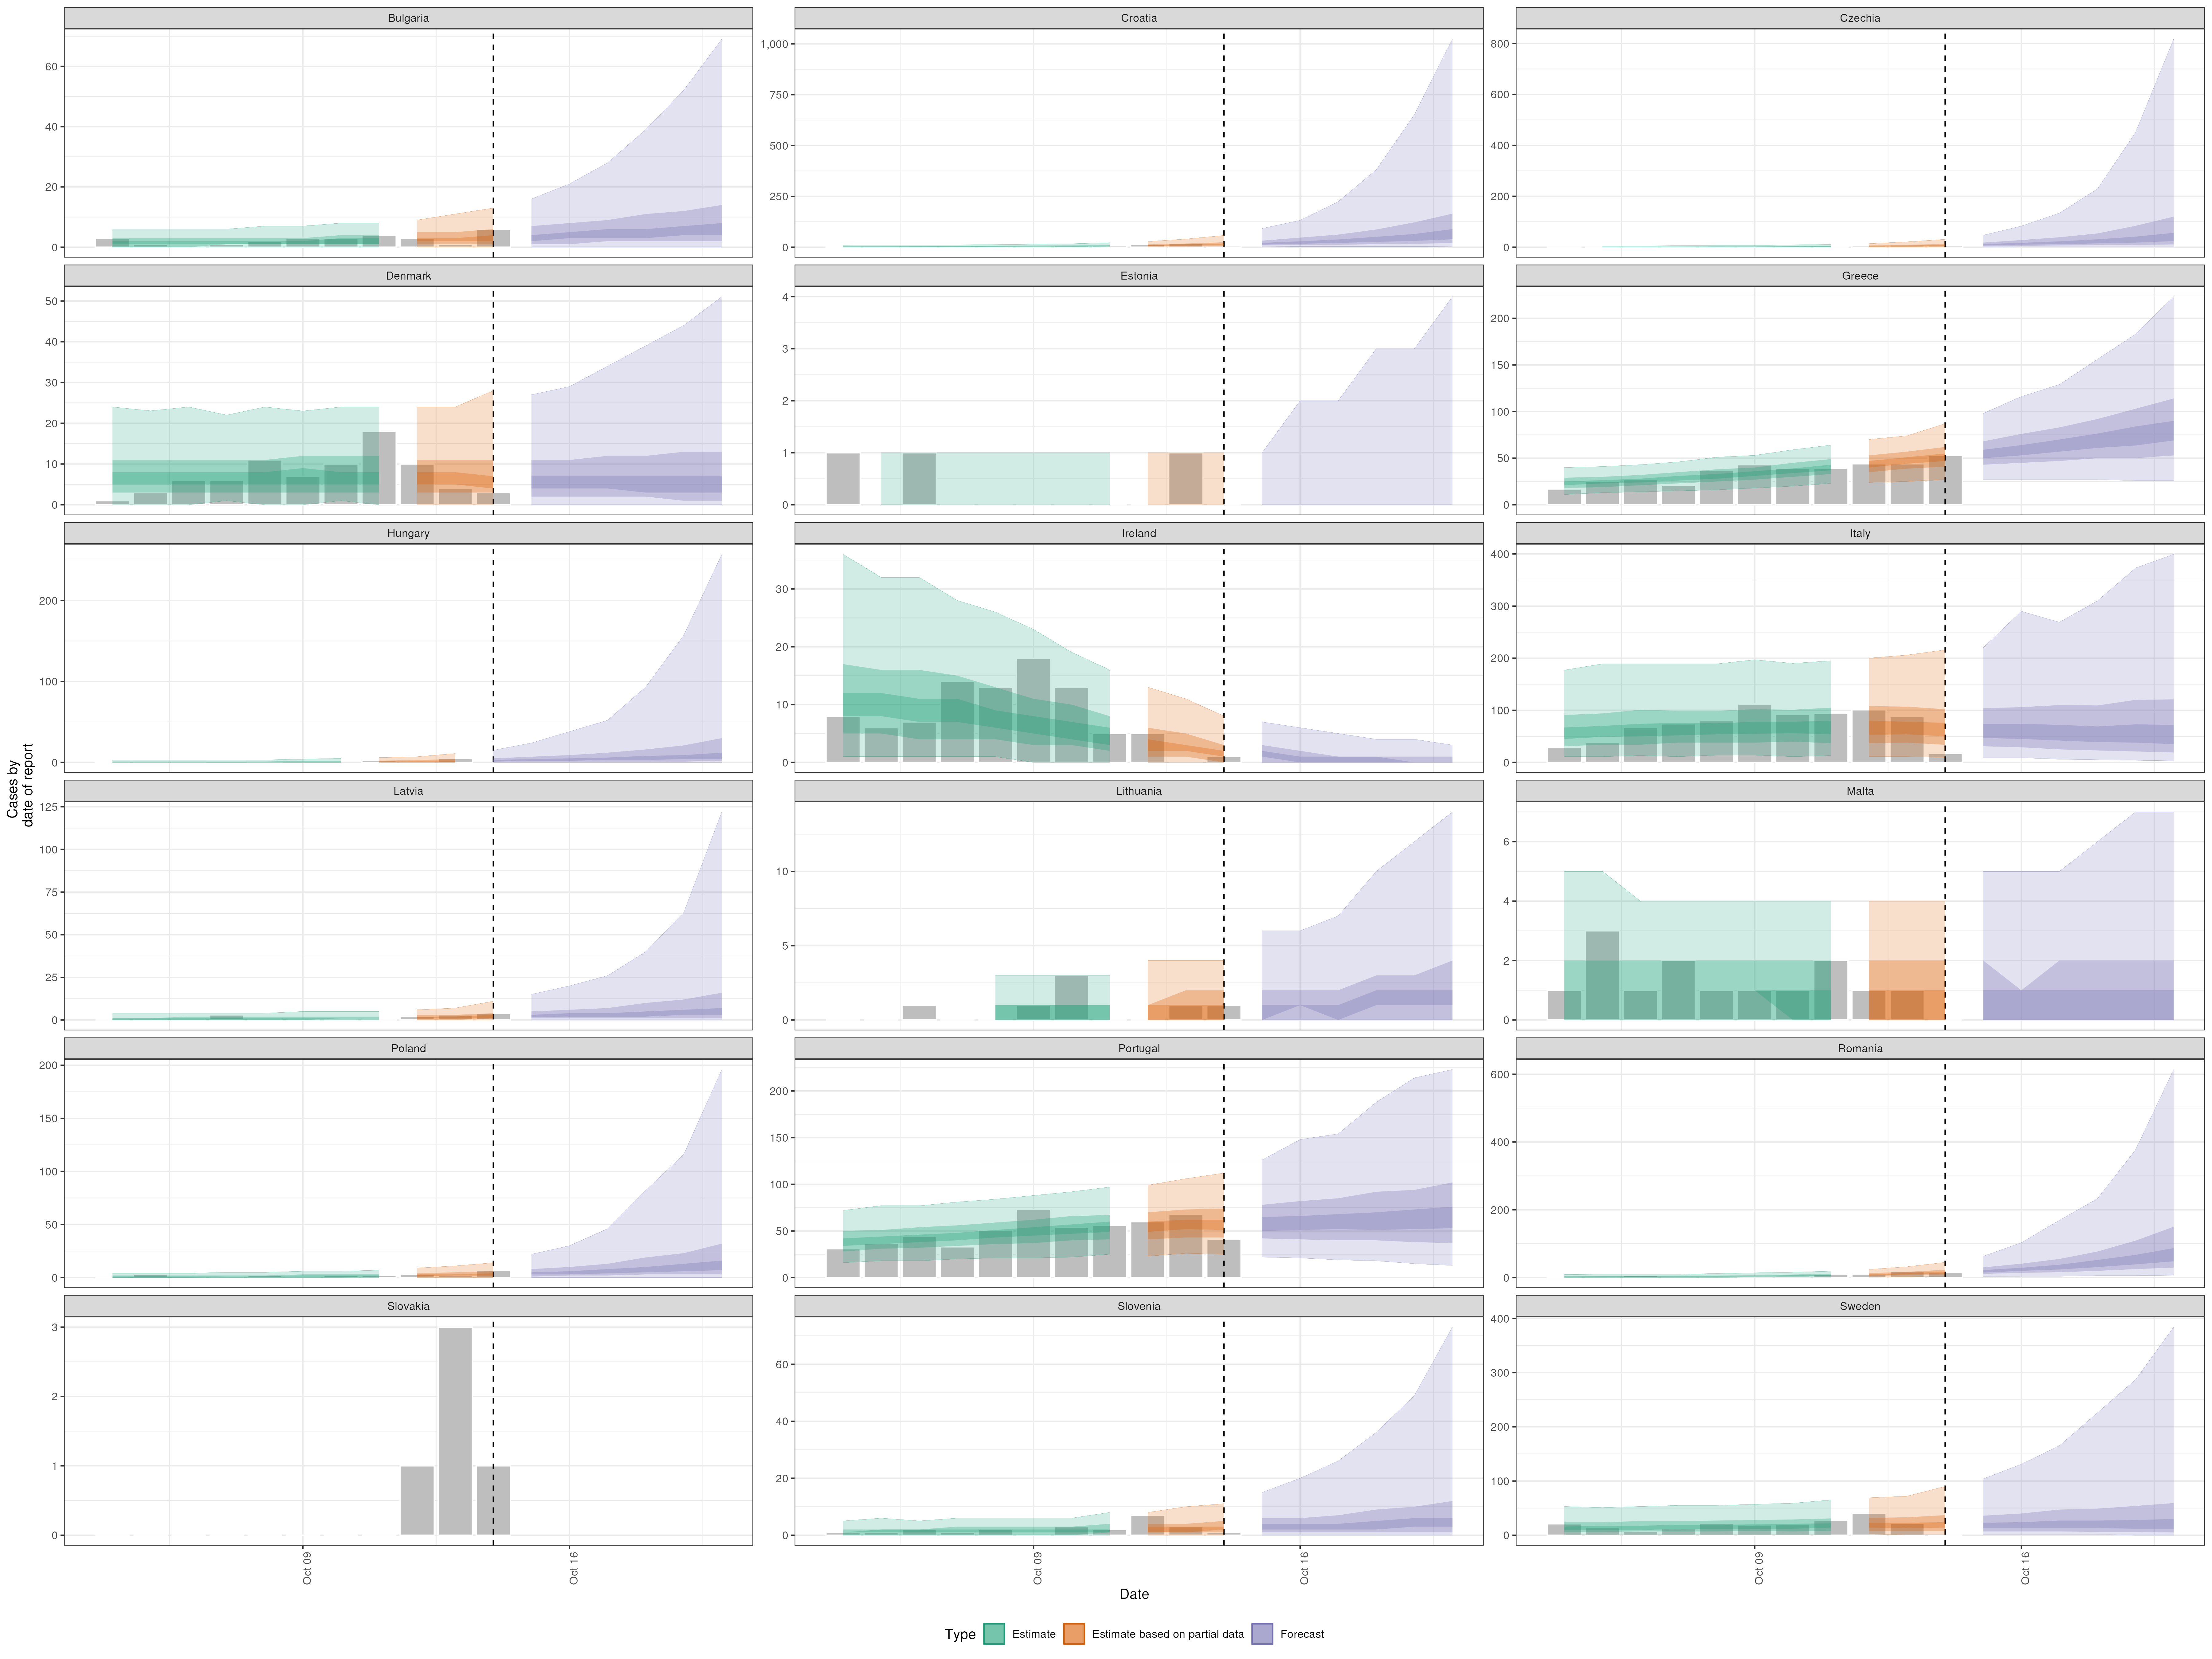 Bulgaria
Croatia
Czechia
60
40
20
0
1,000
750
500
250
0
800
600
400
200
0
Denmark
Estonia
Greece
50
40
30
20
10
0
4
3
2
1
0
200
150
100
50
0
Hungary
Ireland
Italy
200
100
0
30
20
10
0
400
300
200
100
0
Cases by
date of report
Latvia
Lithuania
Malta
125
100
75
50
25
0
10
5
0
6
4
2
0
Poland
Portugal
Romania
200
150
100
50
0
200
150
100
50
0
600
400
200
0
Slovakia
Slovenia
Sweden
3
2
1
0
60
40
20
0
400
300
200
100
0
Oct 09
Oct 16
Oct 09
Oct 16
Oct 09
Oct 16
Date
Type Estimate Estimate based on partial data Forecast